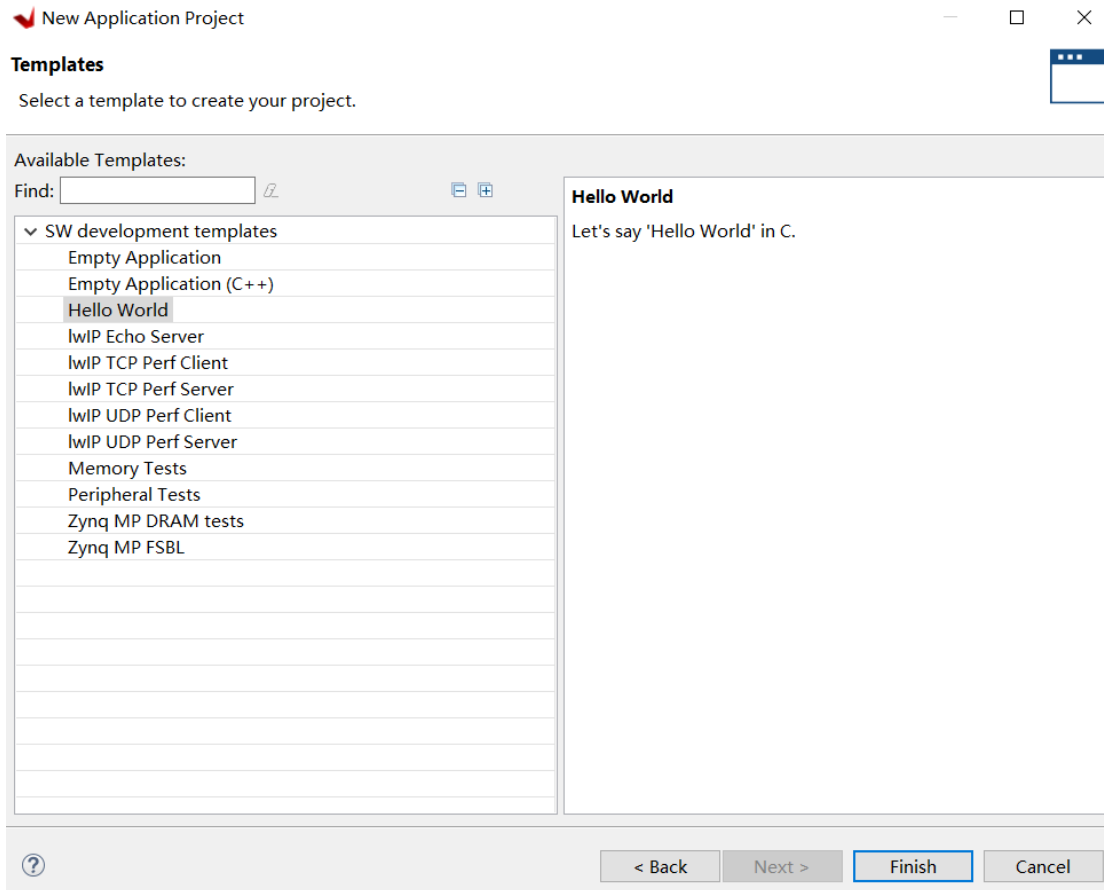 New Application Project
Templates
Select a template to create your project.
Available Templates:
Find:
SW development templates
Empty Application
Empty Application (C++)
Hello World
lwIP Echo Server
lwIP TCP Perf Client
lwIP TCP Perf Server
lwIP UDP Perf Client
lwIP UDP Perf Server
Memory Tests
Peripheral Tests
Zynq MP DRAM tests
Zynq MP FSBL
Hello World
Let's say 'Hello World' in C.
< Back Next > Finish Cancel